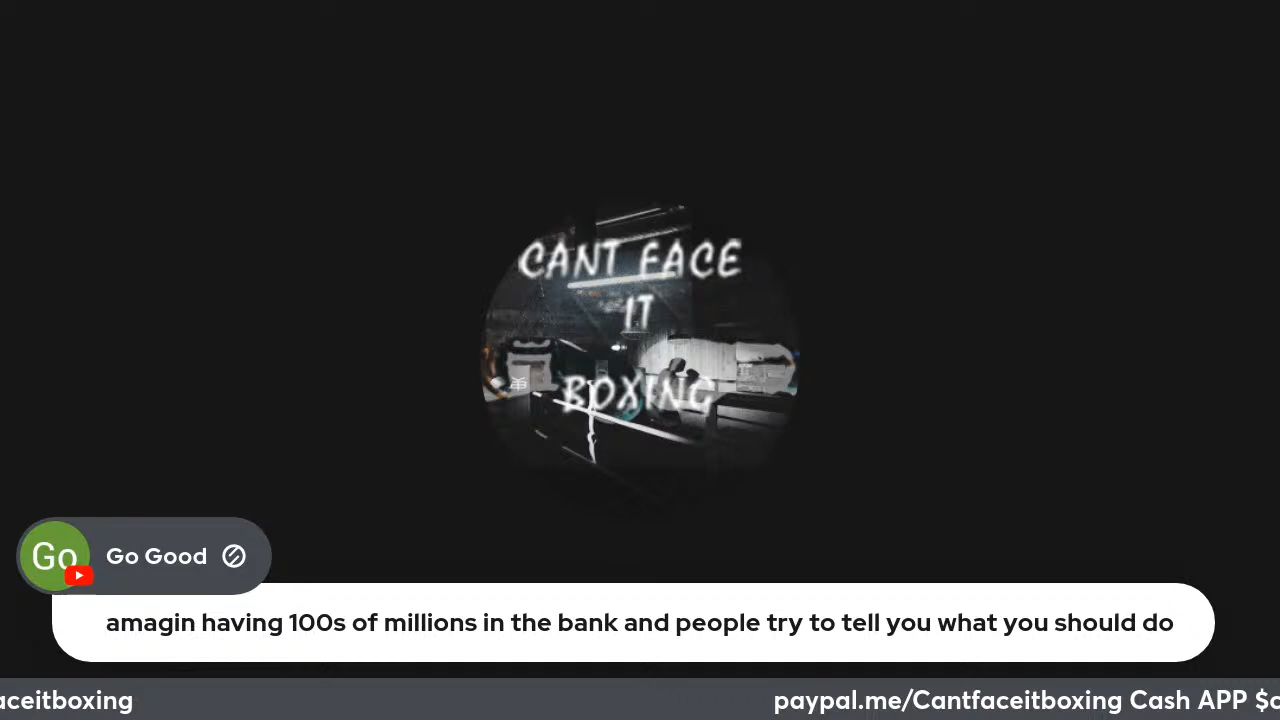 CANT FACE
IT
BOXING
Go
Go Good
amagin having 100s of millions in the bank and people try to tell you what you should do
aceitboxing
paypal.me/Cantfaceitboxing Cash APP $c